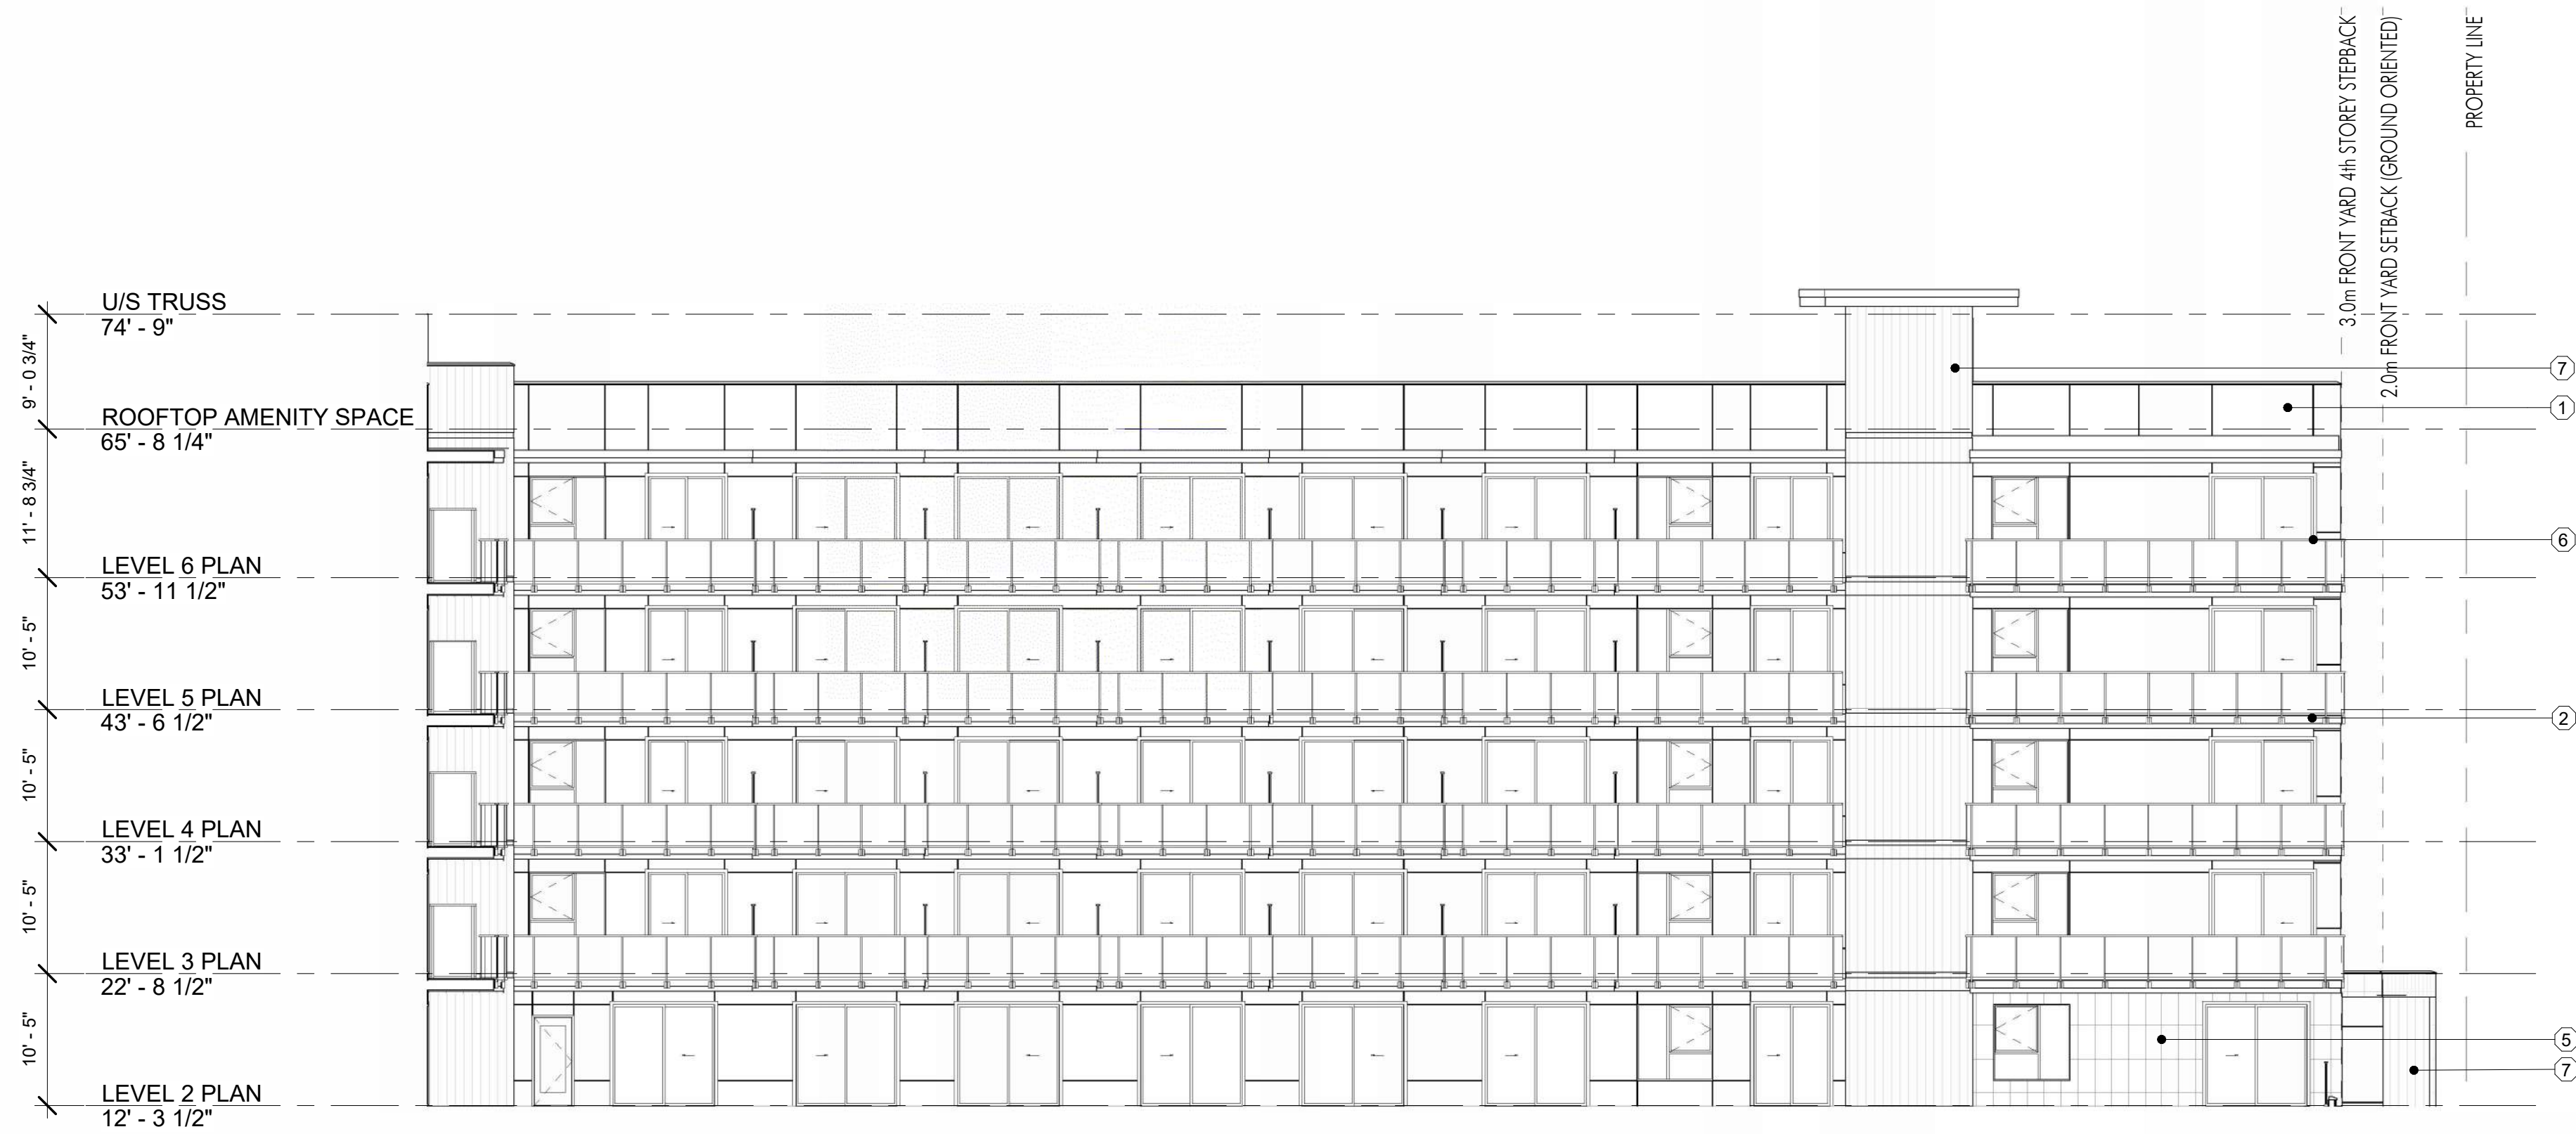 3.0m FRONT YARD 4th STOREY STEPBACK
2.0m FRONT YARD SETBACK (GROUND ORIENTED)
PROPERTY LINE
U/S TRUSS
74' - 9"
9' - 0 3/4"
7
1
ROOFTOP AMENITY SPACE
65' - 8 1/4"
11' - 8 3/4"
6
LEVEL 6 PLAN
53' - 11 1/2"
10' - 5"
LEVEL 5 PLAN
43' - 6 1/2"
2
10' - 5"
LEVEL 4 PLAN
33' - 1 1/2"
10' - 5"
LEVEL 3 PLAN
22' - 8 1/2"
10' - 5"
5
7
LEVEL 2 PLAN
12' - 3 1/2"